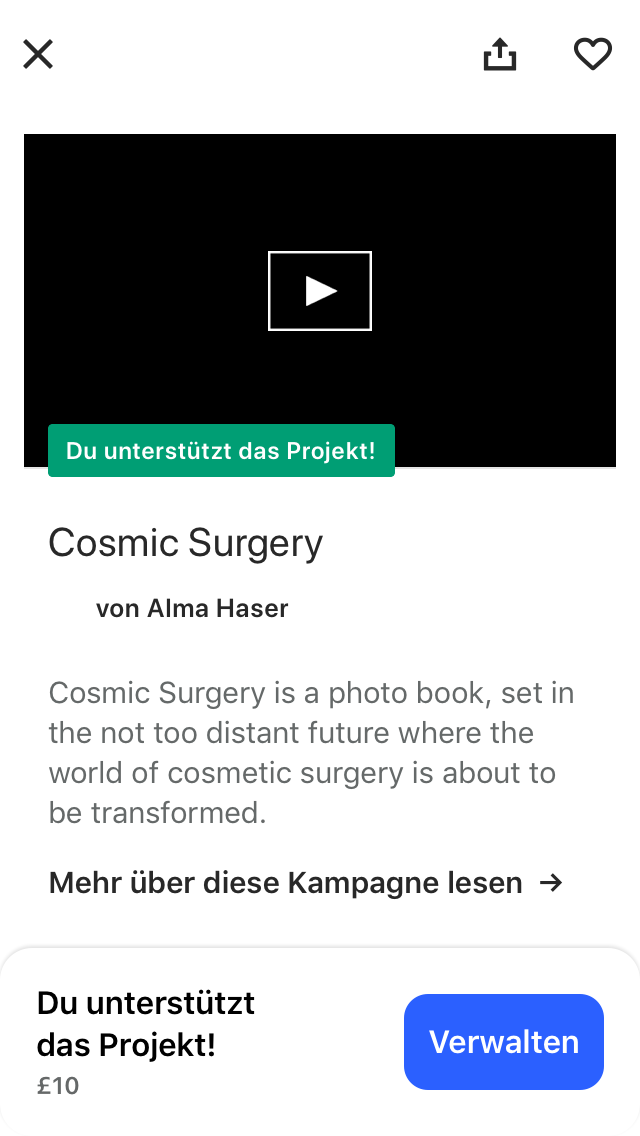 Du unterstützt das Projekt!
Cosmic Surgery
von Alma Haser
Cosmic Surgery is a photo book, set in
the not too distant future where the
world of cosmetic surgery is about to
be transformed.
Mehr über diese Kampagne lesen →
Du unterstützt
das Projekt!
£10
Verwalten